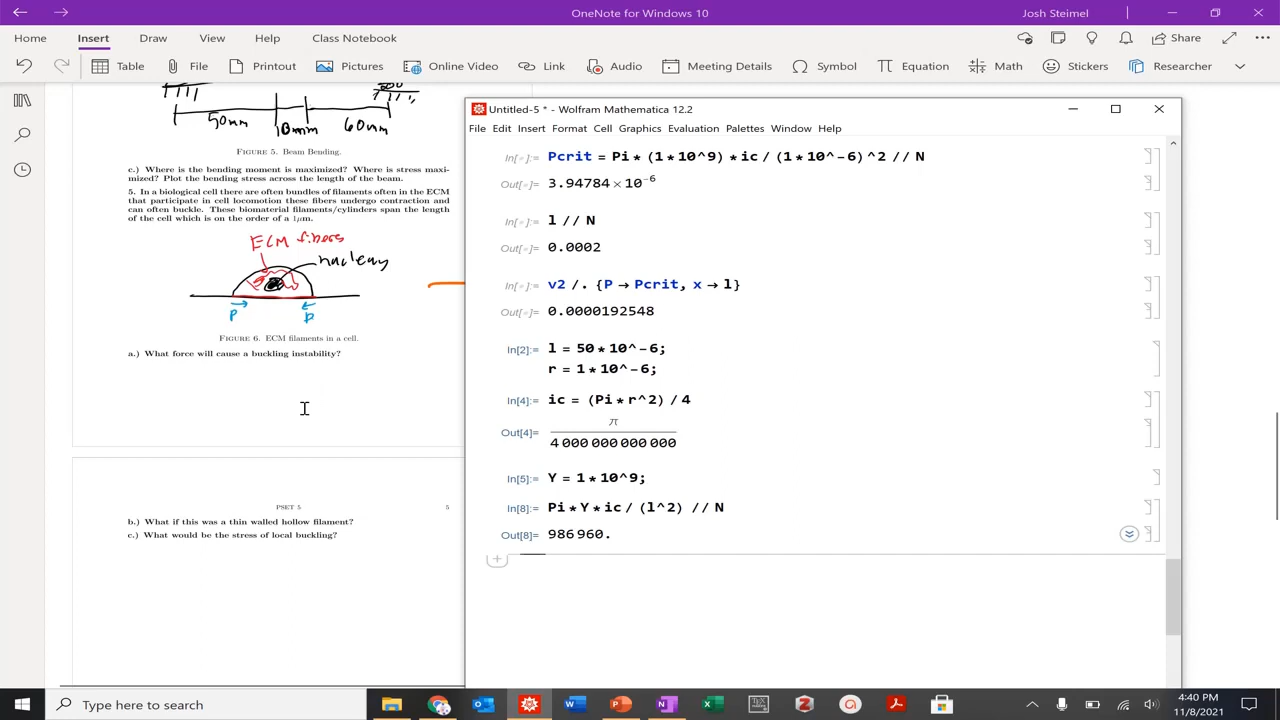 OneNote for Windows 10
Josh Steimel
Home Insert Draw View Help Class Notebook
Share
Table File Printout Pictures Online Video Link Audio Meeting Details Symbol Equation Math Stickers Researcher
50mm 10mm 60mm
FIGURE 5. Beam Bending.
c.) Where is the bending moment is maximized? Where is stress maxi-
mized? Plot the bending stress across the length of the beam.
5. In a biological cell there are often bundles of filaments often in the ECM
that participate in cell locomotion these fibers undergo contraction and
can often buckle. These biomaterial filaments/cylinders span the length
of the cell which is on the order of a 1μm.
ECM fibers
nucleus
P P
FIGURE 6. ECM filaments in a cell.
a.) What force will cause a buckling instability?
PSET 5 5
b.) What if this was a thin walled hollow filament?
c.) What would be the stress of local buckling?
Untitled-5 * - Wolfram Mathematica 12.2
File Edit Insert Format Cell Graphics Evaluation Palettes Window Help
In[•]:= Pcrit = Pi * (1 * 10^9) * ic / (1 * 10^-6)^2 // N
Out[•]= 3.94784 × 10^-6
In[•]:= l // N
Out[•]= 0.0002
In[•]:= v2 /. {P → Pcrit, x → l}
Out[•]= 0.0000192548
In[2]:= l = 50 * 10^-6;
r = 1 * 10^-6;
In[4]:= ic = (Pi * r^2) / 4
Out[4]= π / 4 000 000 000 000
In[5]:= Y = 1 * 10^9;
In[8]:= Pi * Y * ic / (l^2) // N
Out[8]= 986 960.
Type here to search
4:40 PM
11/8/2021